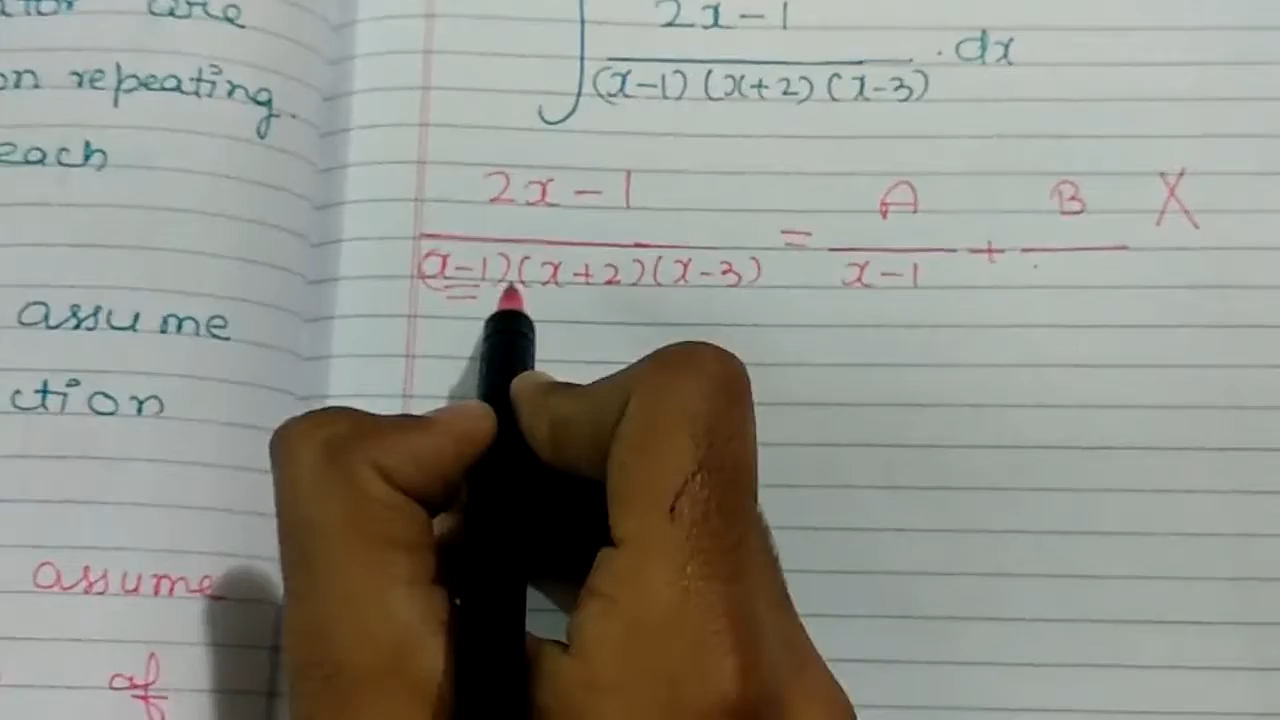 are
on repeating.
each
assume
ction
assume
of
∫ 2x-1
(x-1) (x+2) (x-3) . dx
2x-1 = A + B X
(x-1)(x+2)(x-3) x-1